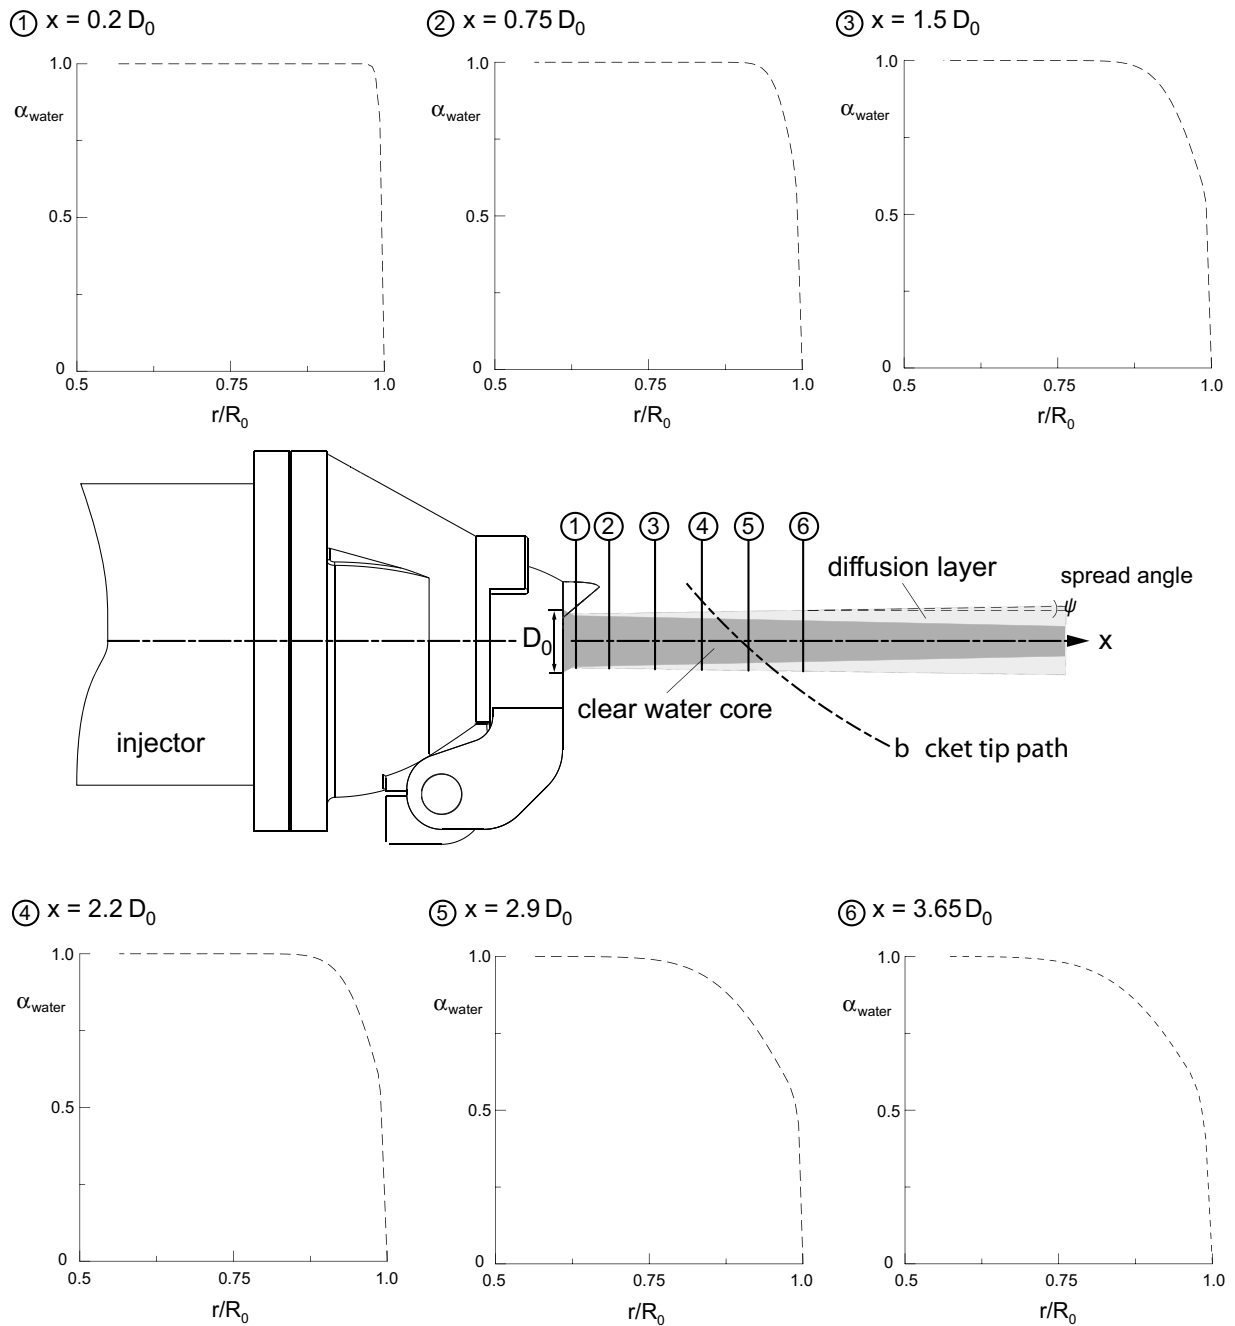 ① x = 0.2 D₀
② x = 0.75 D₀
③ x = 1.5 D₀
1.0
αwater
0.5
0
0.5
0.75
1.0
r/R₀
1.0
αwater
0.5
0
0.5
0.75
1.0
r/R₀
1.0
αwater
0.5
0
0.5
0.75
1.0
r/R₀
① ② ③ ④ ⑤ ⑥
diffusion layer
spread angle
ψ
D₀
x
clear water core
injector
b cket tip path
④ x = 2.2 D₀
⑤ x = 2.9 D₀
⑥ x = 3.65 D₀
1.0
αwater
0.5
0
0.5
0.75
1.0
r/R₀
1.0
αwater
0.5
0
0.5
0.75
1.0
r/R₀
1.0
αwater
0.5
0
0.5
0.75
1.0
r/R₀